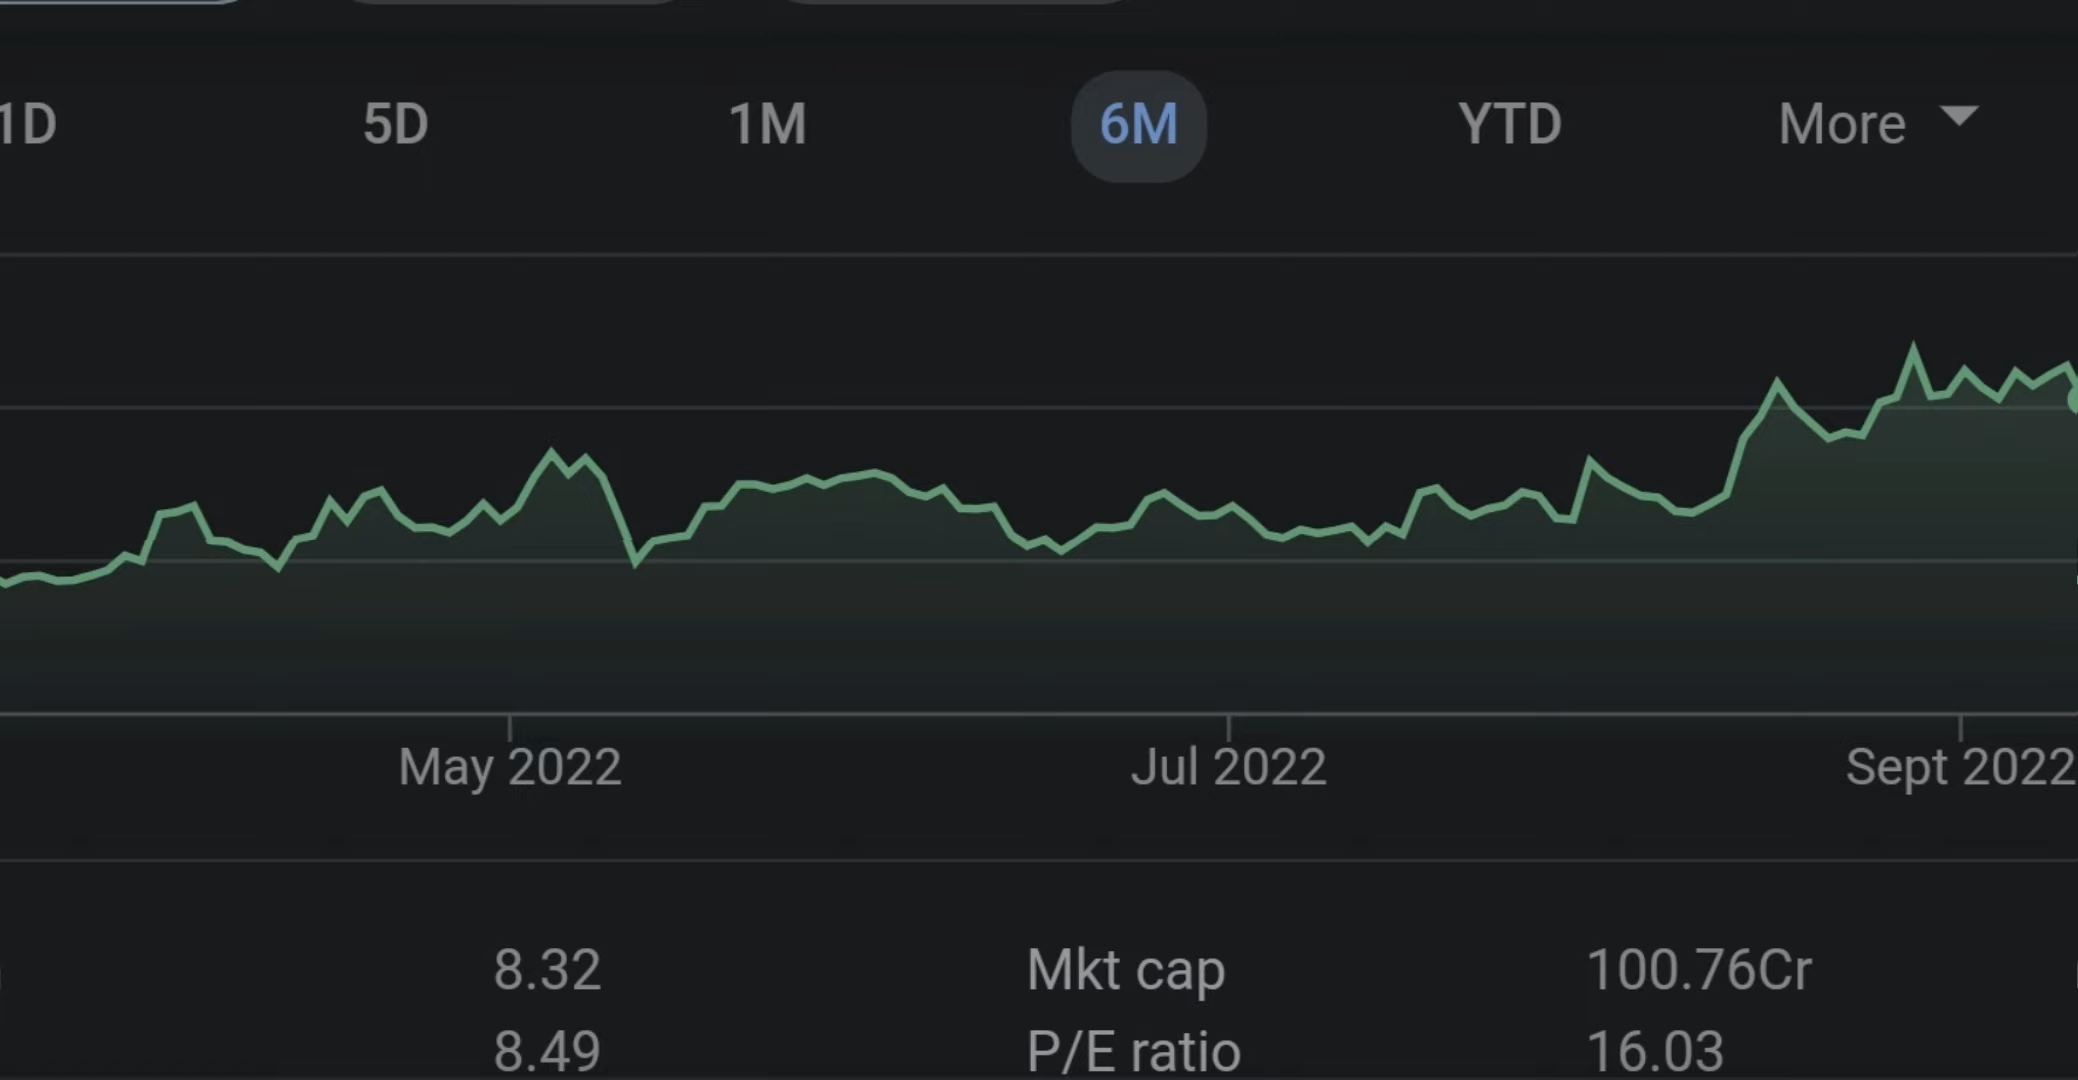 1D 5D 1M 6M YTD More
May 2022 Jul 2022 Sept 2022
8.32 Mkt cap 100.76Cr
8.49 P/E ratio 16.03